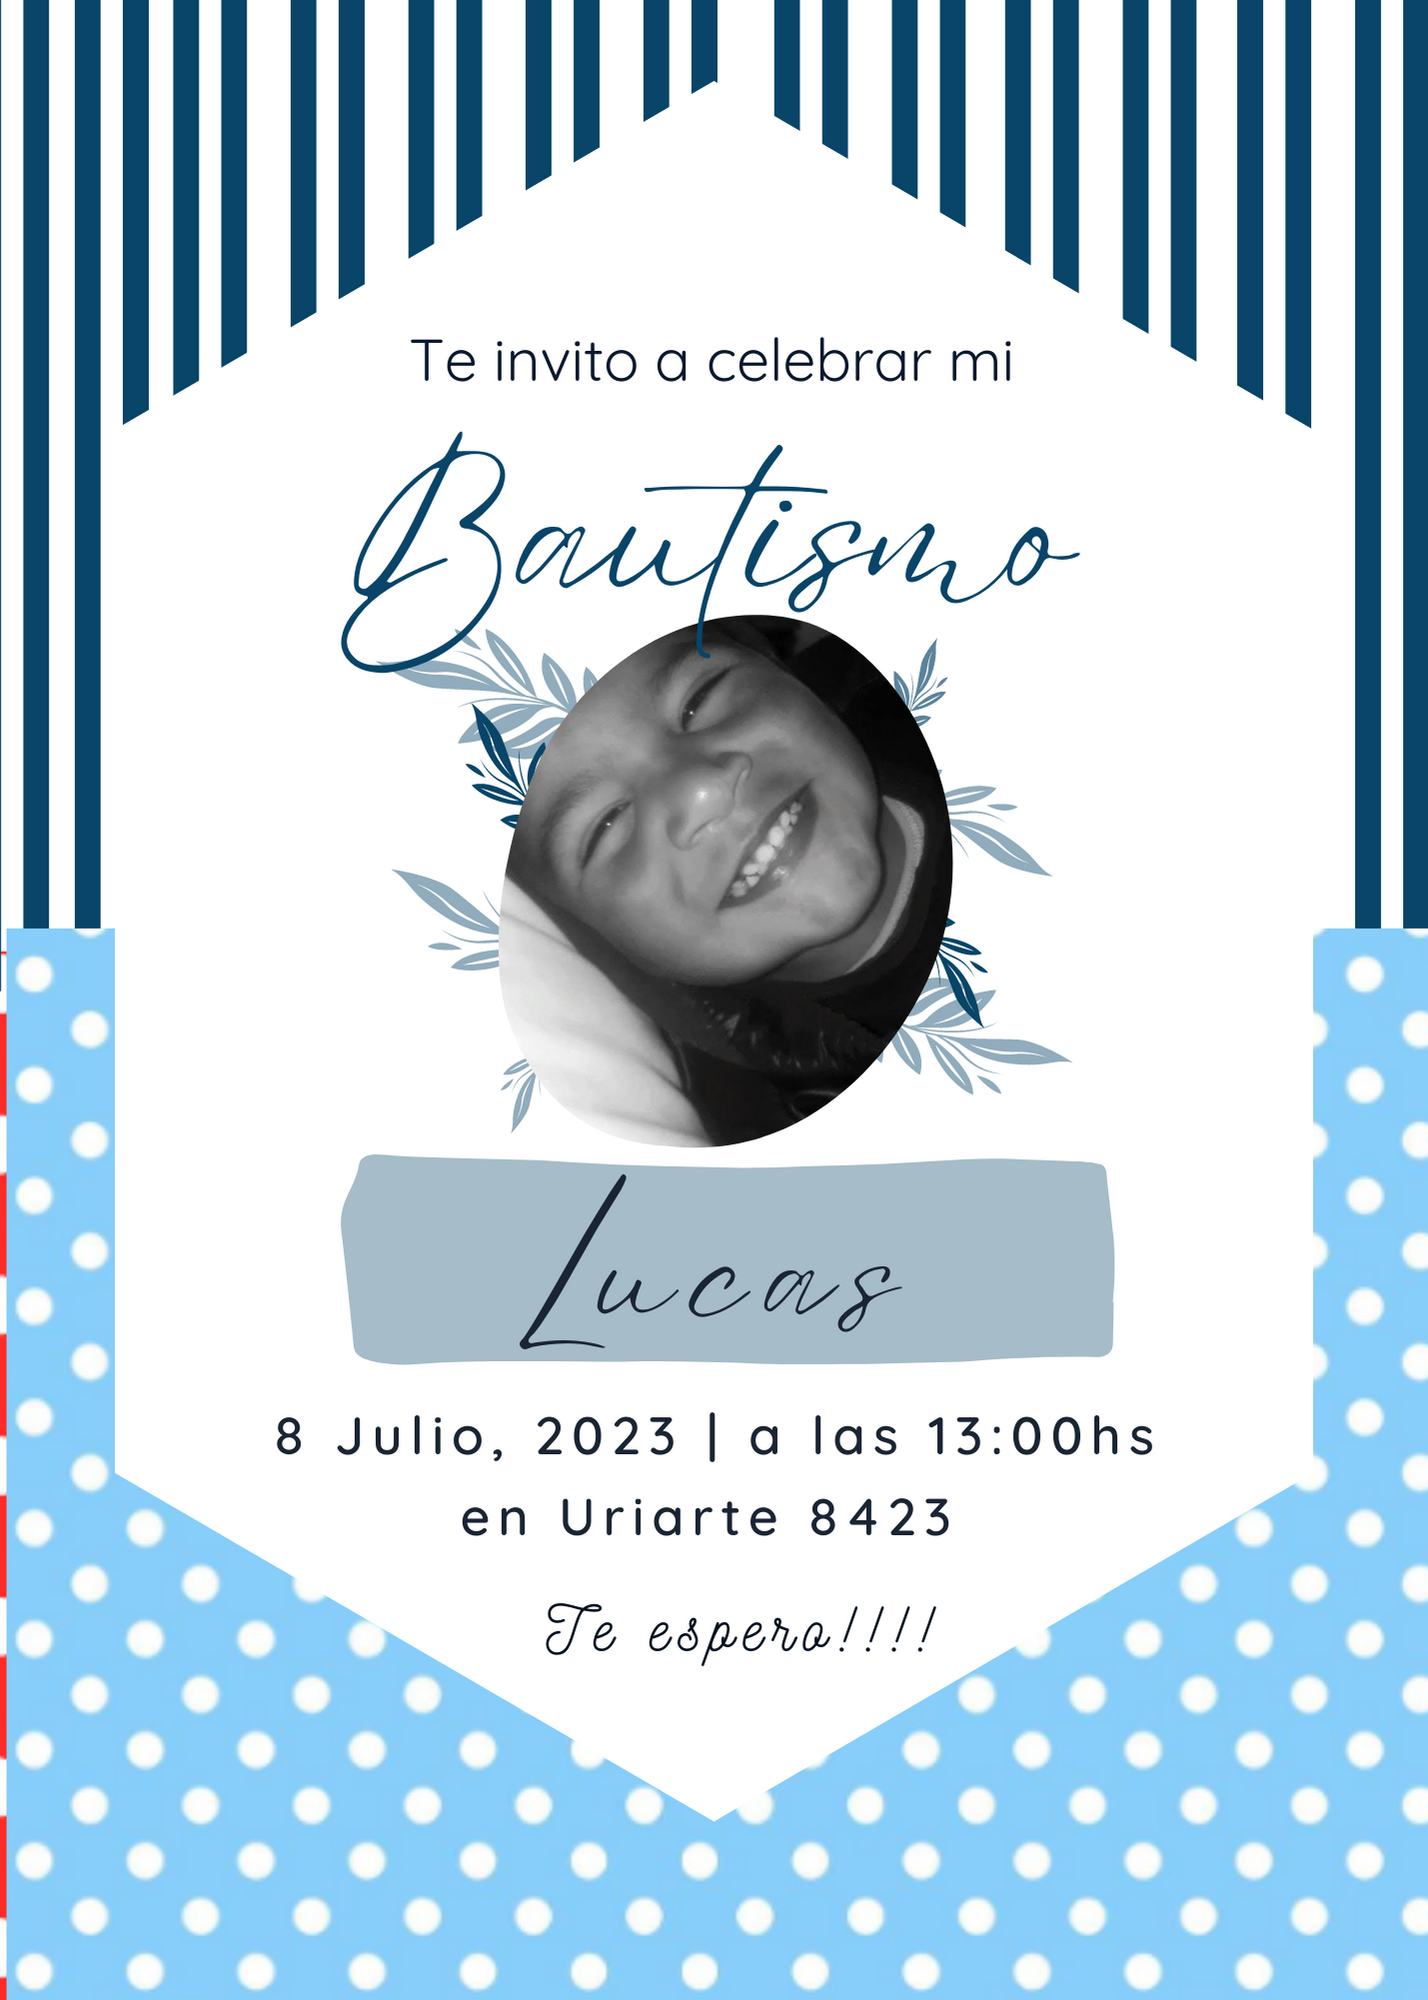 Te invito a celebrar mi
Bautismo
Lucas
8 Julio, 2023 | a las 13:00hs
en Uriarte 8423
Te espero!!!!